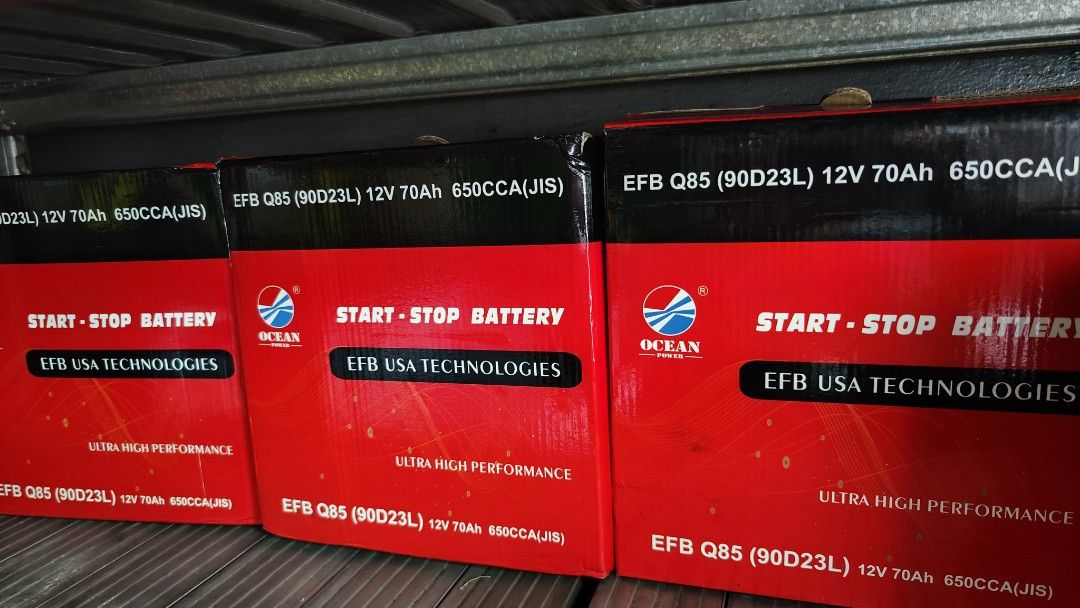 D23L) 12V 70Ah 650CCA(JIS)
START-STOP BATTERY
EFB USA TECHNOLOGIES
ULTRA HIGH PERFORMANCE
EFB Q85 (90D23L) 12V 70Ah 650CCA(JIS)
EFB Q85 (90D23L) 12V 70Ah 650CCA(JIS)
®
OCEAN
POWER
START-STOP BATTERY
EFB USA TECHNOLOGIES
ULTRA HIGH PERFORMANCE
EFB Q85 (90D23L) 12V 70Ah 650CCA(JIS)
EFB Q85 (90D23L) 12V 70Ah 650CCA(J
®
OCEAN
POWER
START-STOP BATTERY
EFB USA TECHNOLOGIES
ULTRA HIGH PERFORMANCE
EFB Q85 (90D23L) 12V 70Ah 650CCA(JIS)